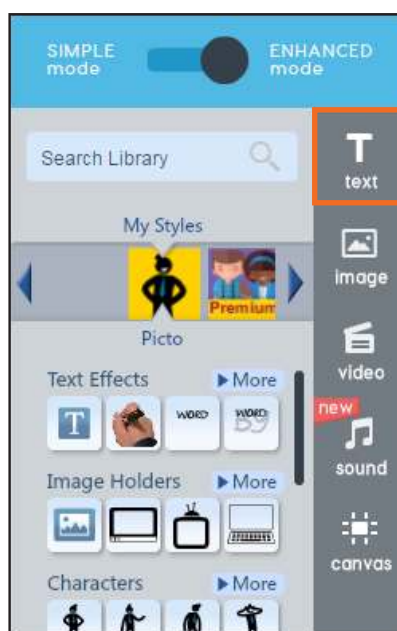 SIMPLE mode
ENHANCED mode
Search Library
T
text
My Styles
image
Premium
Picto
video
Text Effects
More
T
WORD
WORD
BY
new
sound
Image Holders
More
canvas
Characters
More